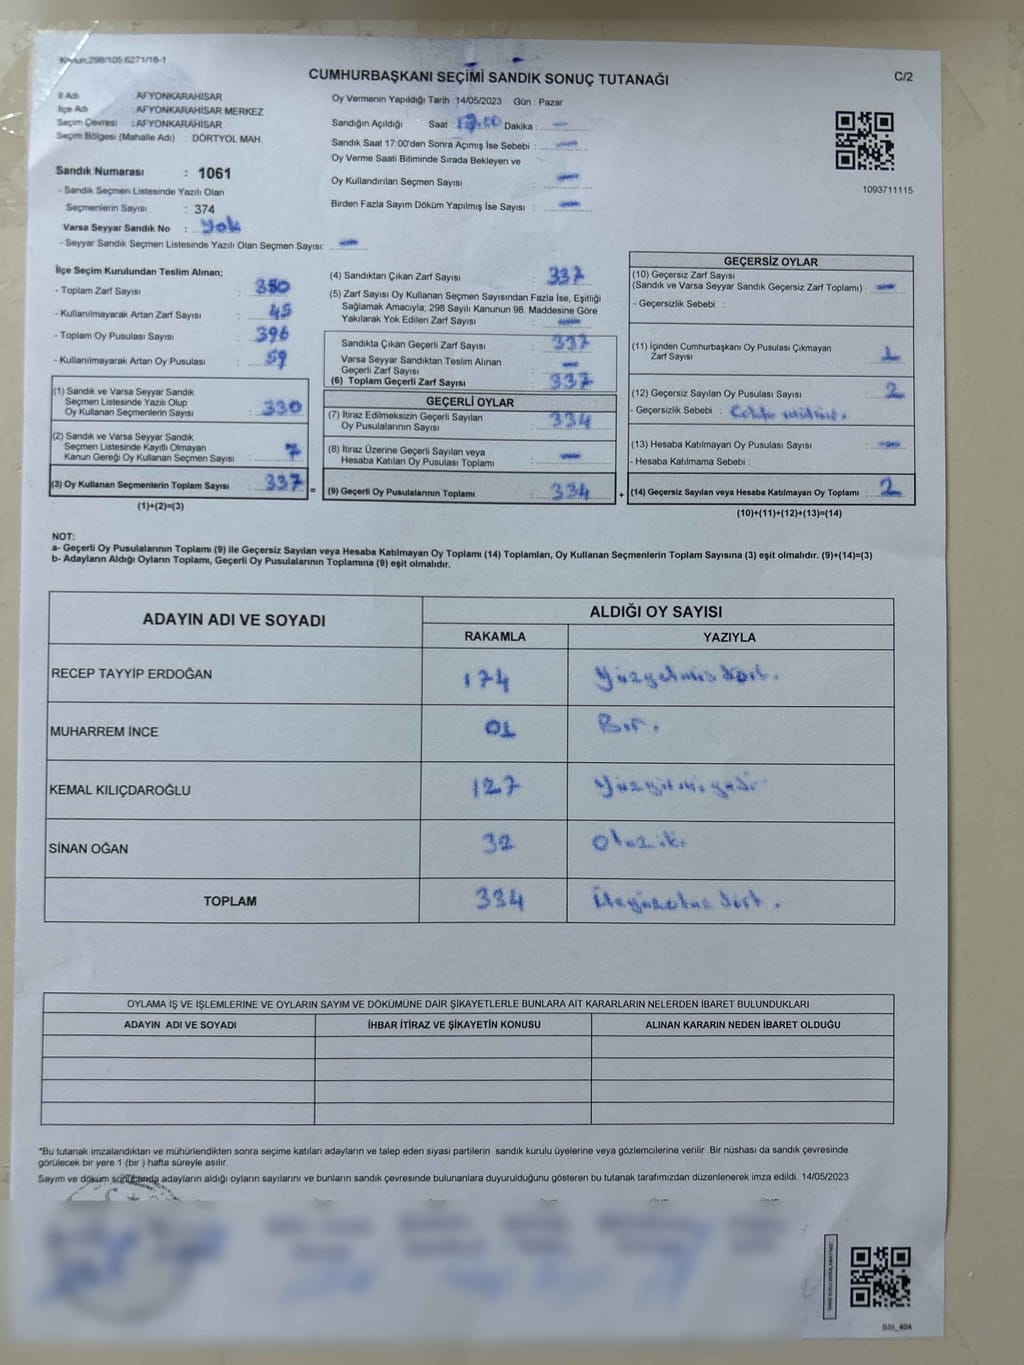 Kanun:298/105:6271/18-1
CUMHURBAŞKANI SEÇİMİ SANDIK SONUÇ TUTANAĞI
C/2
İl Adı : AFYONKARAHİSAR
İlçe Adı : AFYONKARAHİSAR MERKEZ
Seçim Çevresi : AFYONKARAHİSAR
Seçim Bölgesi (Mahalle Adı) : DÖRTYOL MAH.
Oy Vermenin Yapıldığı Tarih :14/05/2023 Gün : Pazar
Sandığın Açıldığı Saat Dakika : —
Sandık Saat 17:00'den Sonra Açımış İse Sebebi : —
Oy Verme Saati Bitiminde Sırada Bekleyen ve
Oy Kullandırılan Seçmen Sayısı : —
Birden Fazla Sayım Döküm Yapılmış İse Sayısı : —
1093711115
Sandık Numarası : 1061
- Sandık Seçmen Listesinde Yazılı Olan
Seçmenlerin Sayısı : 374
Varsa Seyyar Sandık No : Yok
- Seyyar Sandık Seçmen Listesinde Yazılı Olan Seçmen Sayısı: —
İlçe Seçim Kurulundan Teslim Alınan;
- Toplam Zarf Sayısı : 380
- Kullanılmayarak Artan Zarf Sayısı : 45
- Toplam Oy Pusulası Sayısı : 396
- Kullanılmayarak Artan Oy Pusulası : 59
(1) Sandık ve Varsa Seyyar Sandık
Seçmen Listesinde Yazılı Olup
Oy Kullanan Seçmenlerin Sayısı : 330
(2) Sandık ve Varsa Seyyar Sandık
Seçmen Listesinde Kayıtlı Olmayan
Kanun Gereği Oy Kullanan Seçmen Sayısı : 7
(3) Oy Kullanan Seçmenlerin Toplam Sayısı : 337
(1)+(2)=(3)
(4) Sandıktan Çıkan Zarf Sayısı : 337
(5) Zarf Sayısı Oy Kullanan Seçmen Sayısından Fazla İse, Eşitliği
Sağlamak Amacıyla, 298 Sayılı Kanunun 98. Maddesine Göre
Yakılarak Yok Edilen Zarf Sayısı : —
Sandıkta Çıkan Geçerli Zarf Sayısı : 337
Varsa Seyyar Sandıktan Teslim Alınan
Geçerli Zarf Sayısı : —
(6) Toplam Geçerli Zarf Sayısı : 337
GEÇERLİ OYLAR
(7) İtiraz Edilmeksizin Geçerli Sayılan
Oy Pusulalarının Sayısı : 334
(8) İtiraz Üzerine Geçerli Sayılan veya
Hesaba Katılan Oy Pusulası Toplamı : —
= (9) Geçerli Oy Pusulalarının Toplamı : 334
GEÇERSİZ OYLAR
(10) Geçersiz Zarf Sayısı
(Sandık ve Varsa Seyyar Sandık Geçersiz Zarf Toplamı) : —
- Geçersizlik Sebebi :
(11) İçinden Cumhurbaşkanı Oy Pusulası Çıkmayan
Zarf Sayısı : 1
(12) Geçersiz Sayılan Oy Pusulası Sayısı : 2
- Geçersizlik Sebebi :
(13) Hesaba Katılmayan Oy Pusulası Sayısı : —
- Hesaba Katılmama Sebebi :
+ (14) Geçersiz Sayılan veya Hesaba Katılmayan Oy Toplamı : 2
(10)+(11)+(12)+(13)=(14)
NOT:
a- Geçerli Oy Pusulalarının Toplamı (9) ile Geçersiz Sayılan veya Hesaba Katılmayan Oy Toplamı (14) Toplamları, Oy Kullanan Seçmenlerin Toplam Sayısına (3) eşit olmalıdır. (9)+(14)=(3)
b- Adayların Aldığı Oyların Toplamı, Geçerli Oy Pusulalarının Toplamına (9) eşit olmalıdır.
ADAYIN ADI VE SOYADI
ALDIĞI OY SAYISI
RAKAMLA YAZIYLA
RECEP TAYYİP ERDOĞAN 174 Yüzyetmiş dört.
MUHARREM İNCE 01 Bir.
KEMAL KILIÇDAROĞLU 127 Yüzyirmi yedi
SİNAN OĞAN 32 Otuz iki
TOPLAM 334 Üçyüzotuz dört.
OYLAMA İŞ VE İŞLEMLERİNE VE OYLARIN SAYIM VE DÖKÜMÜNE DAİR ŞİKAYETLERLE BUNLARA AİT KARARLARIN NELERDEN İBARET BULUNDUKLARI
ADAYIN ADI VE SOYADI İHBAR İTİRAZ VE ŞİKAYETİN KONUSU ALINAN KARARIN NEDEN İBARET OLDUĞU
"Bu tutanak imzalandıktan ve mühürlendikten sonra seçime katılan adayların ve talep eden siyasi partilerin sandık kurulu üyelerine veya gözlemcilerine verilir. Bir nüshası da sandık çevresinde
görülecek bir yere 1 (bir ) hafta süreyle asılır.
Sayım ve döküm sonucunda adayların aldığı oyların sayılarını ve bunların sandık çevresinde bulunanlara duyurulduğunu gösteren bu tutanak tarafımızdan düzenlenerek imza edildi. 14/05/2023
SSI_404